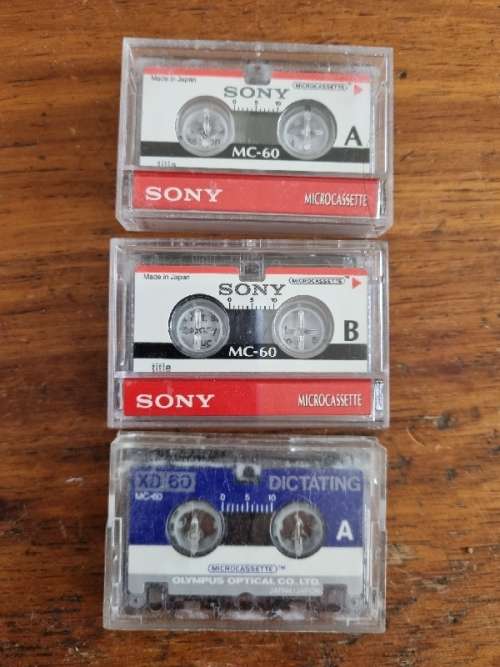 Made in Japan
SONY
MICROCASSETTE
0 5 10
A
MC-60
title
SONY MICROCASSETTE
Made in Japan
SONY
MICROCASSETTE
0 5 10
B
MC-60
title
SONY MICROCASSETTE
XD 60 DICTATING
MC-60
0 5 10
A
MICROCASSETTE™
OLYMPUS OPTICAL CO., LTD.